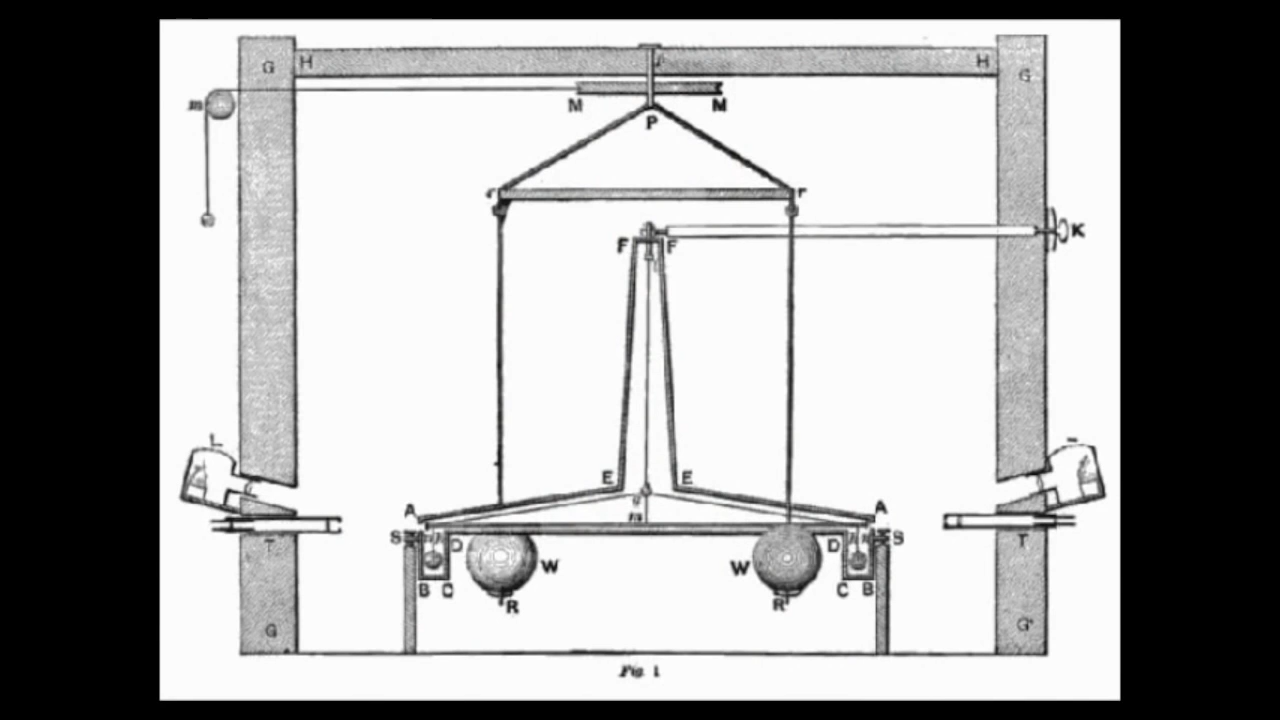 G H H G
m M M
P
r r
F F K
L
E E
A A
S D D S
T W W T
B C C B
R R
G G'
Fig. 1